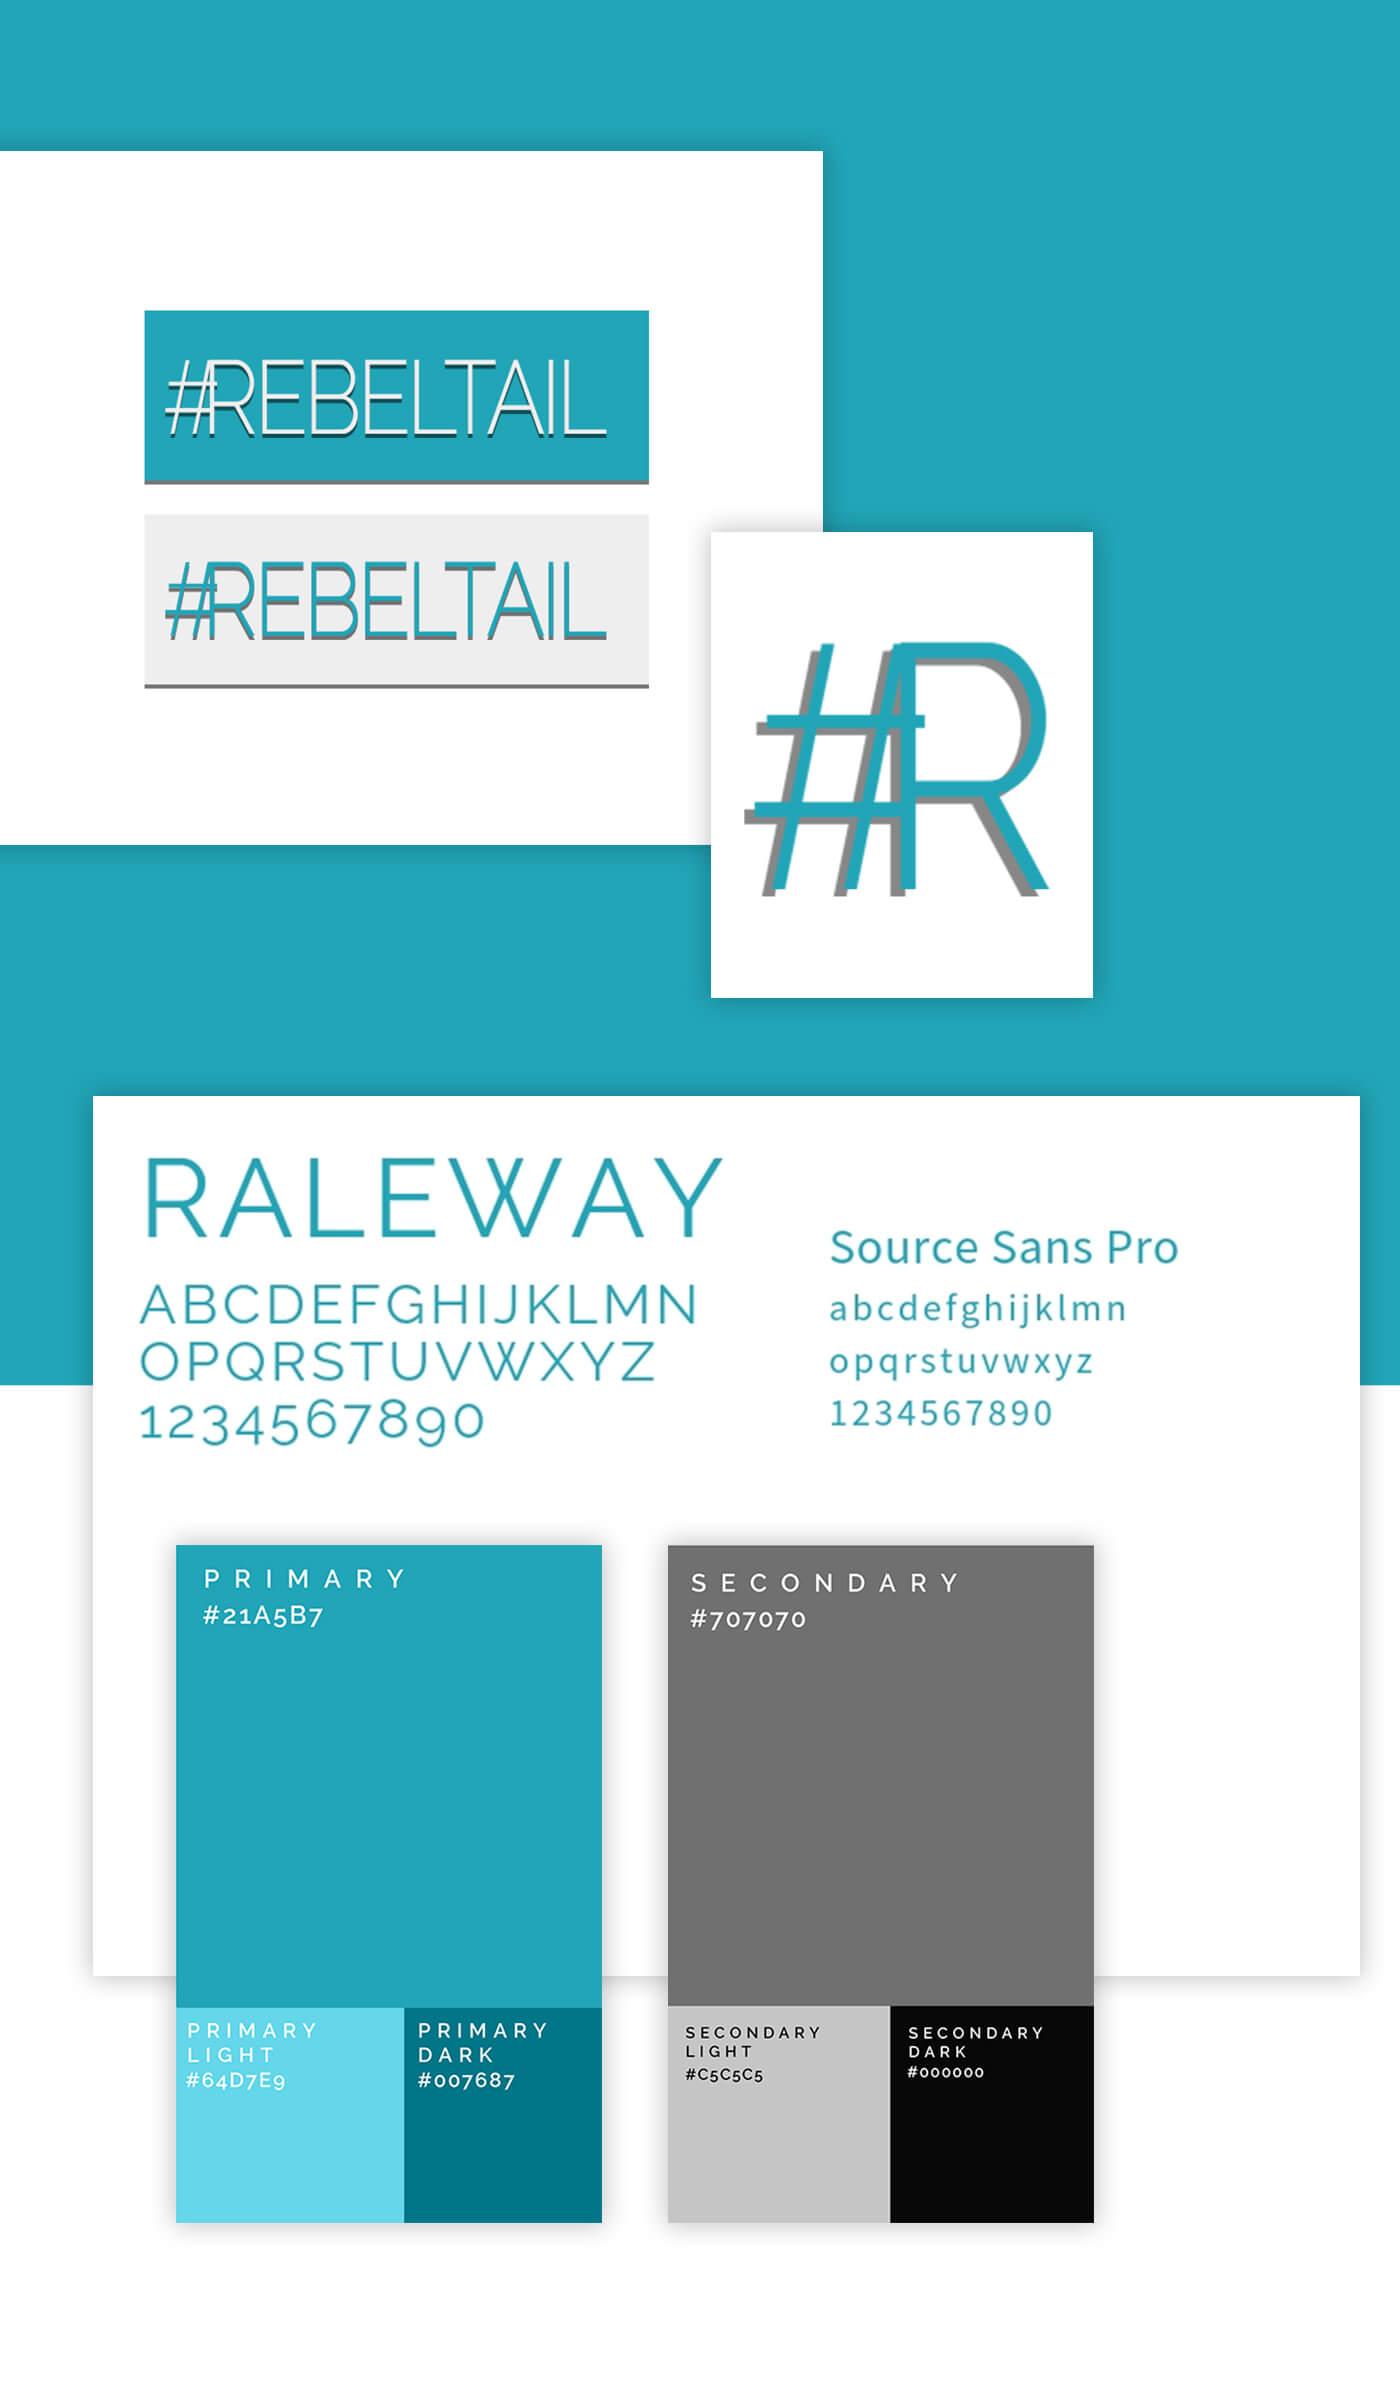 #REBELTAIL
#REBELTAIL
#R
RALEWAY
ABCDEFGHIJKLMN
OPQRSTUVWXYZ
1234567890
Source Sans Pro
abcdefghijklmn
opqrstuvwxyz
1234567890
PRIMARY
#21A5B7
SECONDARY
#707070
PRIMARY
LIGHT
#64D7E9
PRIMARY
DARK
#007687
SECONDARY
LIGHT
#C5C5C5
SECONDARY
DARK
#000000